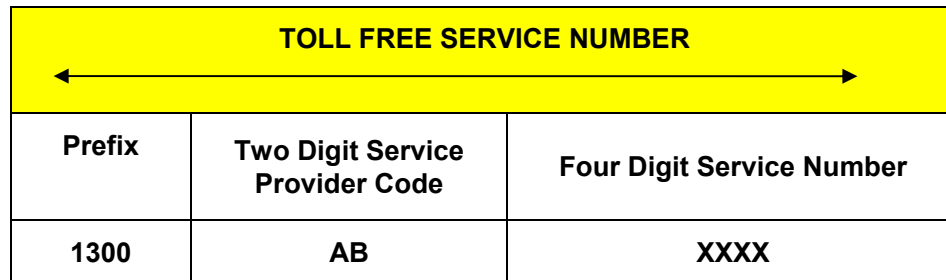 TOLL FREE SERVICE NUMBER
Prefix
Two Digit Service
Provider Code
Four Digit Service Number
1300
AB
XXXX